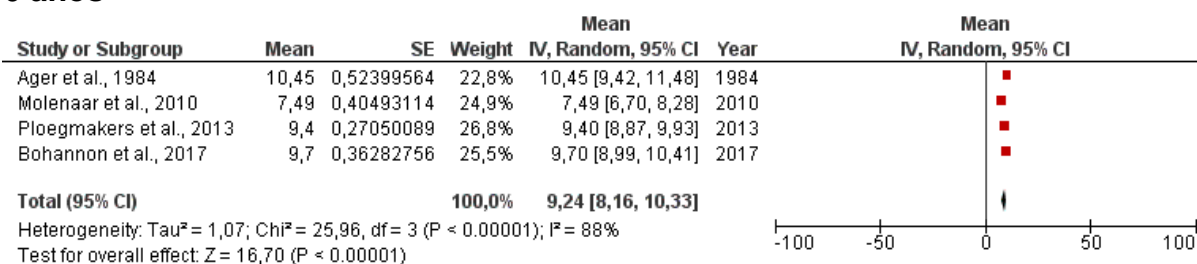 Mean Mean
Study or Subgroup Mean SE Weight IV, Random, 95% CI Year IV, Random, 95% CI
Ager et al., 1984 10,45 0,52399564 22,8% 10,45 [9,42, 11,48] 1984
Molenaar et al., 2010 7,49 0,40493114 24,9% 7,49 [6,70, 8,28] 2010
Ploegmakers et al., 2013 9,4 0,27050089 26,8% 9,40 [8,87, 9,93] 2013
Bohannon et al., 2017 9,7 0,36282756 25,5% 9,70 [8,99, 10,41] 2017
Total (95% CI) 100,0% 9,24 [8,16, 10,33]
Heterogeneity: Tau² = 1,07; Chi² = 25,96, df = 3 (P < 0.00001); I² = 88%
-100 -50 0 50 100
Test for overall effect: Z = 16,70 (P < 0.00001)